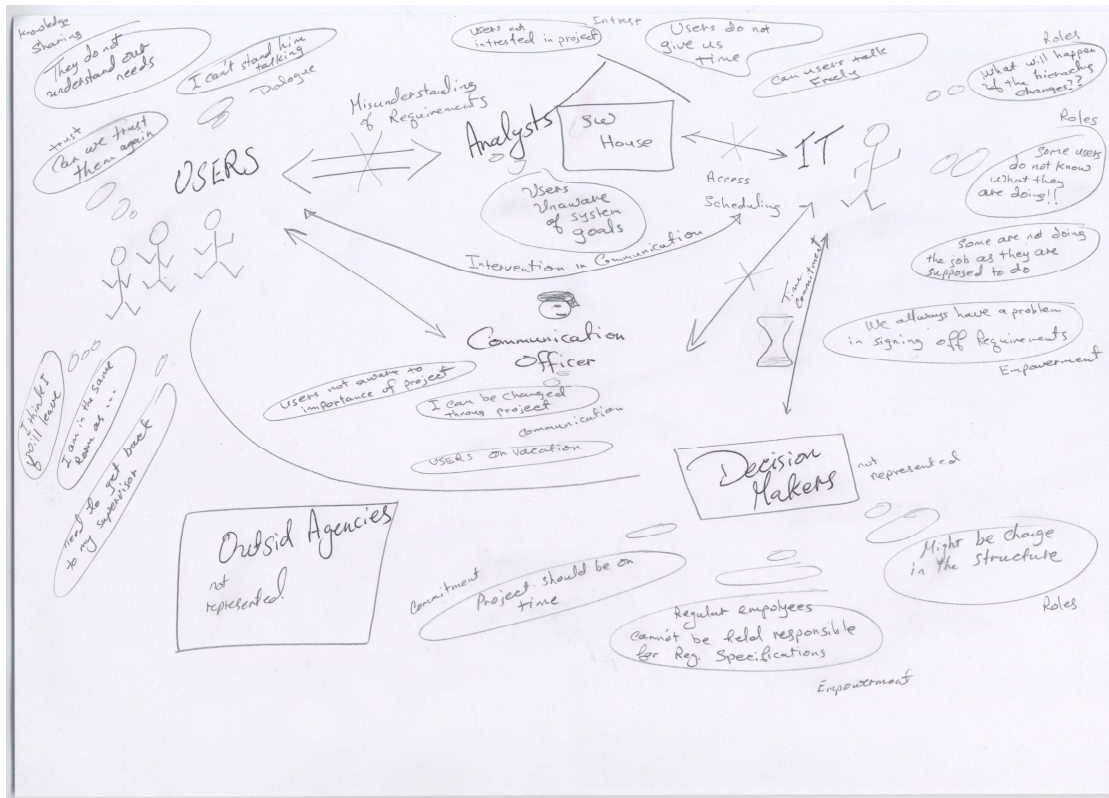 Knowledge
Sharing
They do not
understand our
needs
I can't stand him
talking
Dialogue
trust
Can we trust
them again
USERS
Misunderstanding
of Requirements
Users not
intrested in project
Intrest
Users do not
give us
time
can users talk
Freely
Analysts
SW
House
Users
Unaware
of system
goals
IT
Access
Scheduling
Roles
What will happen
if the hierachy
changes??
Roles
Some users
do not know
What they
are doing!!
Some are not doing
the job as they are
supposed to do
We allways have a problem
in signing off Requirements
Empowerment
Intervention in Communication
Time
Commitment
Communication
Officer
Users not aware to
importance of project
I can be changed
throug project
Communication
USERS on vacation
I think I
will leave
I am in the same
Room as ...
need to get back
to my supervisor
Outsid Agencies
not
represented
Decision
Makers
not
represented
Might be change
in the structure
Roles
Commitment
Project should be on
time
Regular empolyees
cannot be held responsible
for Req. Specifications
Empowerment